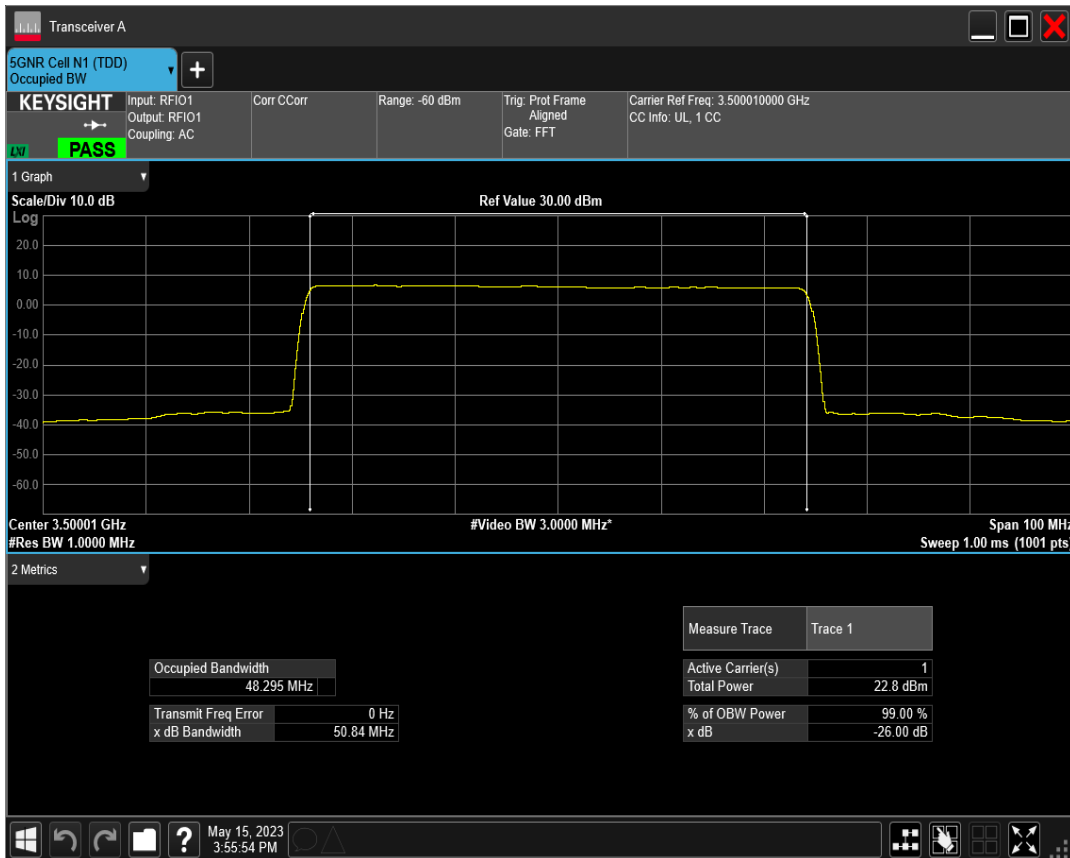 Transceiver A
5GNR Cell N1 (TDD)
Occupied BW
+
KEYSIGHT
LXI
PASS
Input: RFIO1
Output: RFIO1
Coupling: AC
Corr CCorr
Range: -60 dBm
Trig: Prot Frame
Aligned
Gate: FFT
Carrier Ref Freq: 3.500010000 GHz
CC Info: UL, 1 CC
1 Graph
Scale/Div 10.0 dB
Ref Value 30.00 dBm
Log
20.0
10.0
0.00
-10.0
-20.0
-30.0
-40.0
-50.0
-60.0
Center 3.50001 GHz
#Video BW 3.0000 MHz*
Span 100 MHz
#Res BW 1.0000 MHz
Sweep 1.00 ms (1001 pts)
2 Metrics
Measure Trace Trace 1
Occupied Bandwidth
48.295 MHz
Active Carrier(s) 1
Total Power 22.8 dBm
Transmit Freq Error 0 Hz
x dB Bandwidth 50.84 MHz
% of OBW Power 99.00 %
x dB -26.00 dB
?
May 15, 2023
3:55:54 PM